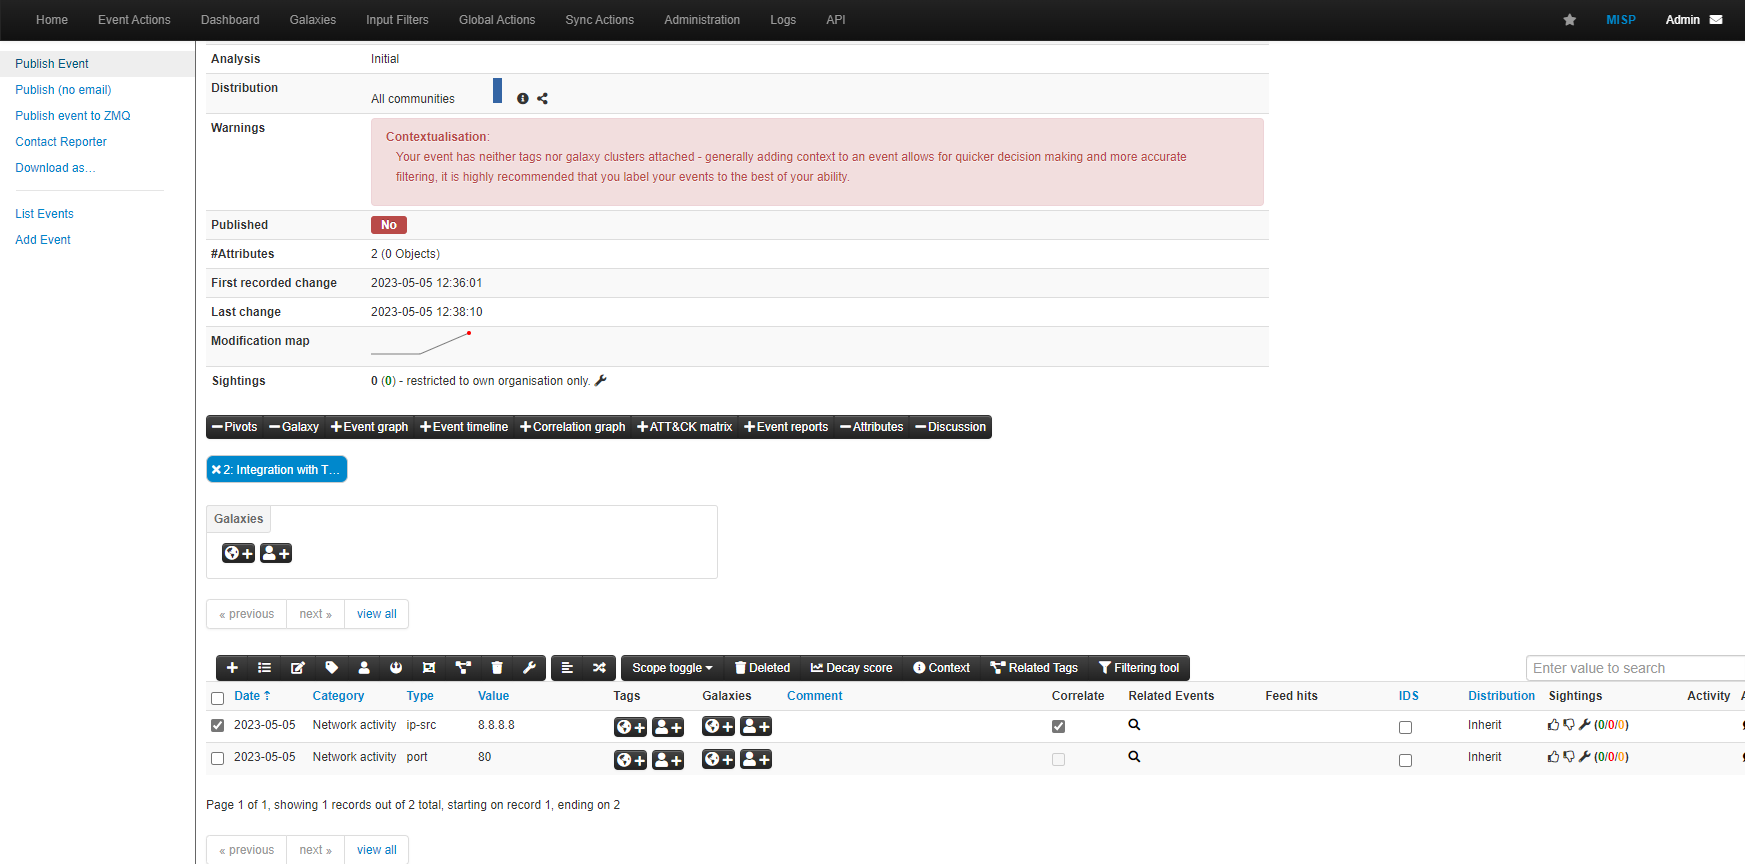 Home Event Actions Dashboard Galaxies Input Filters Global Actions Sync Actions Administration Logs API MISP Admin
Publish Event
Publish (no email)
Publish event to ZMQ
Contact Reporter
Download as...
List Events
Add Event
Analysis Initial
Distribution All communities
Warnings Contextualisation:
Your event has neither tags nor galaxy clusters attached - generally adding context to an event allows for quicker decision making and more accurate
filtering, it is highly recommended that you label your events to the best of your ability.
Published No
#Attributes 2 (0 Objects)
First recorded change 2023-05-05 12:36:01
Last change 2023-05-05 12:38:10
Modification map
Sightings 0 (0) - restricted to own organisation only.
Pivots Galaxy Event graph Event timeline Correlation graph ATT&CK matrix Event reports Attributes Discussion
2: Integration with T...
Galaxies
« previous next » view all
Scope toggle Deleted Decay score Context Related Tags Filtering tool Enter value to search
Date Category Type Value Tags Galaxies Comment Correlate Related Events Feed hits IDS Distribution Sightings Activity
2023-05-05 Network activity ip-src 8.8.8.8 Inherit (0/0/0)
2023-05-05 Network activity port 80 Inherit (0/0/0)
Page 1 of 1, showing 1 records out of 2 total, starting on record 1, ending on 2
« previous next » view all